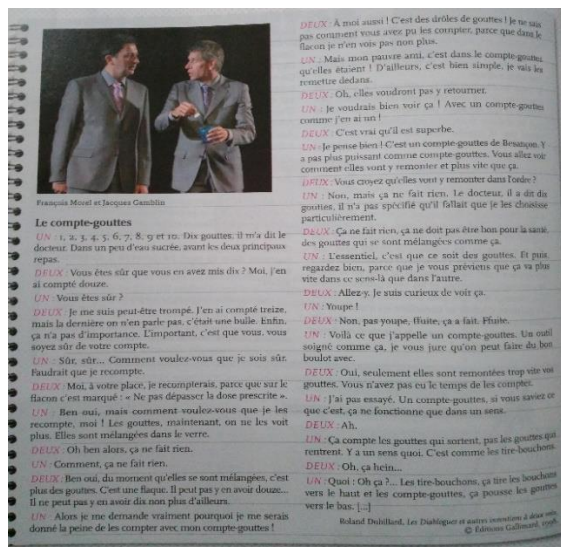 François Morel et Jacques Gamblin
Le compte-gouttes
UN : 1, 2, 3, 4, 5, 6, 7, 8, 9 et 10. Dix gouttes, il m'a dit le
docteur. Dans un peu d'eau sucrée, avant les deux principaux
repas.
DEUX : Vous êtes sûr que vous en avez mis dix ? Moi, j'en
ai compté douze.
UN : Vous êtes sûr ?
DEUX : Je me suis peut-être trompé. J'en ai compté treize,
mais la dernière on n'en parle pas, c'était une bulle. Enfin,
ça n'a pas d'importance. L'important, c'est que vous, vous
soyez sûr de votre compte.
UN : Sûr, sûr... Comment voulez-vous que je sois sûr.
Faudrait que je recompte.
DEUX : Moi, à votre place, je recompterais, parce que sur le
flacon c'est marqué : « Ne pas dépasser la dose prescrite ».
UN : Ben oui, mais comment voulez-vous que je les
recompte, moi ! Les gouttes, maintenant, on ne les voit
plus. Elles sont mélangées dans le verre.
DEUX : Oh ben alors, ça ne fait rien.
UN : Comment, ça ne fait rien.
DEUX : Ben oui, du moment qu'elles se sont mélangées, c'est
plus des gouttes. C'est une flaque. Il peut pas y en avoir douze...
Il ne peut pas y en avoir dix non plus d'ailleurs.
UN : Alors je me demande vraiment pourquoi je me serais
donné la peine de les compter avec mon compte-gouttes !
DEUX : À moi aussi ! C'est des drôles de gouttes ! Je ne sais
pas comment vous avez pu les compter, parce que dans le
flacon je n'en vois pas non plus.
UN : Mais mon pauvre ami, c'est dans le compte-gouttes
qu'elles étaient ! D'ailleurs, c'est bien simple, je vais les
remettre dedans.
DEUX : Oh, elles voudront pas y retourner.
UN : Je voudrais bien voir ça ! Avec un compte-gouttes
comme j'en ai un !
DEUX : C'est vrai qu'il est superbe.
UN : Je pense bien ! C'est un compte-gouttes de Besançon. Y
a pas plus puissant comme compte-gouttes. Vous allez voir
comment elles vont y remonter et plus vite que ça.
DEUX : Vous croyez qu'elles vont y remonter dans l'ordre ?
UN : Non, mais ça ne fait rien. Le docteur, il a dit dix
gouttes, il n'a pas spécifié qu'il fallait que je les choisisse
particulièrement.
DEUX : Ça ne fait rien, ça ne doit pas être bon pour la santé,
des gouttes qui se sont mélangées comme ça.
UN : L'essentiel, c'est que ce soit des gouttes. Et puis,
regardez bien, parce que je vous préviens que ça va plus
vite dans ce sens-là que dans l'autre.
DEUX : Allez-y. Je suis curieux de voir ça.
UN : Youpe !
DEUX : Non, pas youpe, ffuite, ça a fait. Ffuite.
UN : Voilà ce que j'appelle un compte-gouttes. Un outil
soigné comme ça, je vous jure qu'on peut faire du bon
boulot avec.
DEUX : Oui, seulement elles sont remontées trop vite vos
gouttes. Vous n'avez pas eu le temps de les compter.
UN : J'ai pas essayé. Un compte-gouttes, si vous saviez ce
que c'est, ça ne fonctionne que dans un sens.
DEUX : Ah.
UN : Ça compte les gouttes qui sortent, pas les gouttes qui
rentrent. Y a un sens quoi. C'est comme les tire-bouchons.
DEUX : Oh, ça hein...
UN : Quoi : Oh ça ?... Les tire-bouchons, ça tire les bouchons
vers le haut et les compte-gouttes, ça pousse les gouttes
vers le bas. [...]
Roland Dubillard, Les Diablogues et autres inventions à deux voix,
© Éditions Gallimard, 1998.